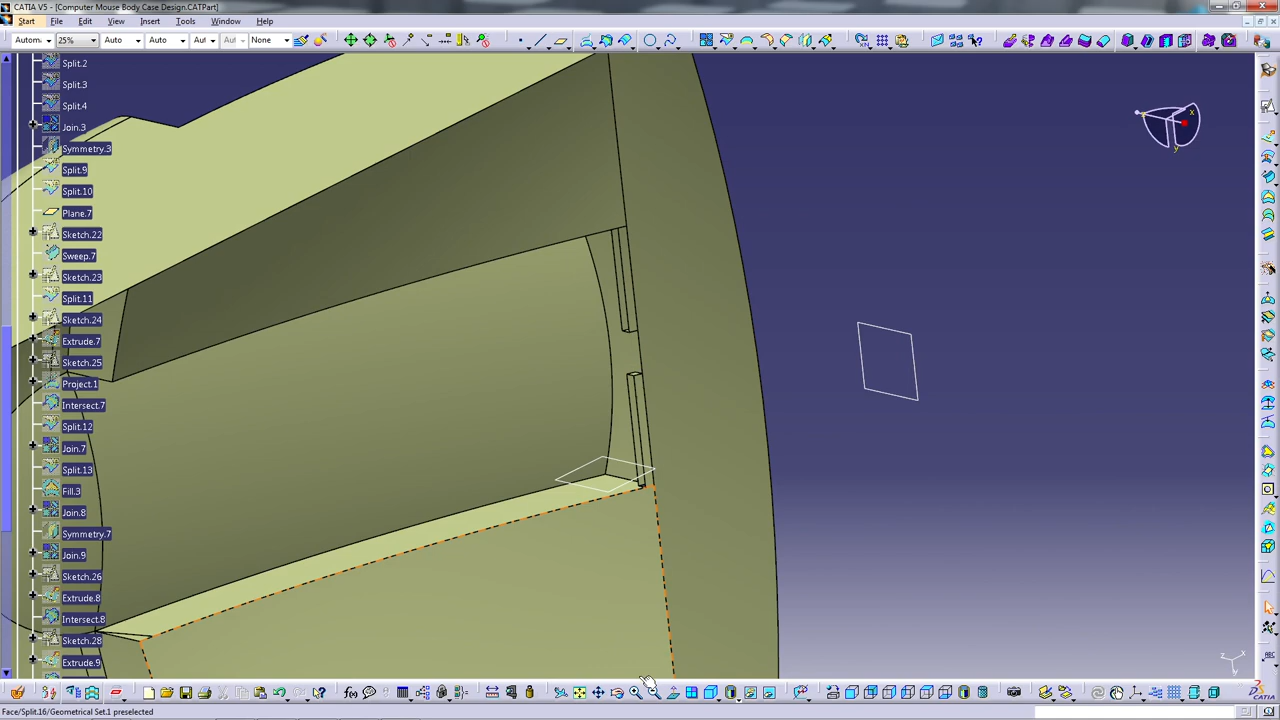 CATIA V5 - [Computer Mouse Body Case Design.CATPart]
Start File Edit View Insert Tools Window Help
Autom 25% Auto Auto Aut Aut None
Split.2
Split.3
Split.4
Join.3
Symmetry.3
Split.9
Split.10
Plane.7
Sketch.22
Sweep.7
Sketch.23
Split.11
Sketch.24
Extrude.7
Sketch.25
Project.1
Intersect.7
Split.12
Join.7
Split.13
Fill.3
Join.8
Symmetry.7
Join.9
Sketch.26
Extrude.8
Intersect.8
Sketch.28
Extrude.9
x
y
z x
y
ABC
f(x)
CATIA
Face/Split.16/Geometrical Set.1 preselected